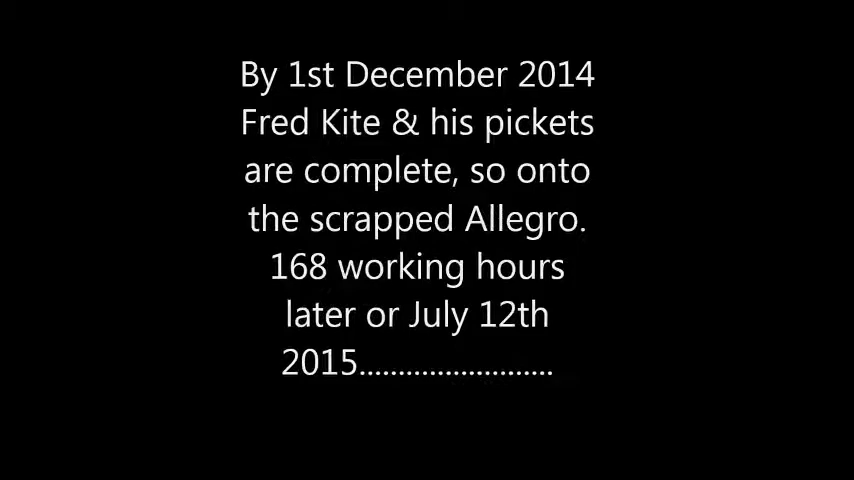 By 1st December 2014
Fred Kite & his pickets
are complete, so onto
the scrapped Allegro.
168 working hours
later or July 12th
2015.........................